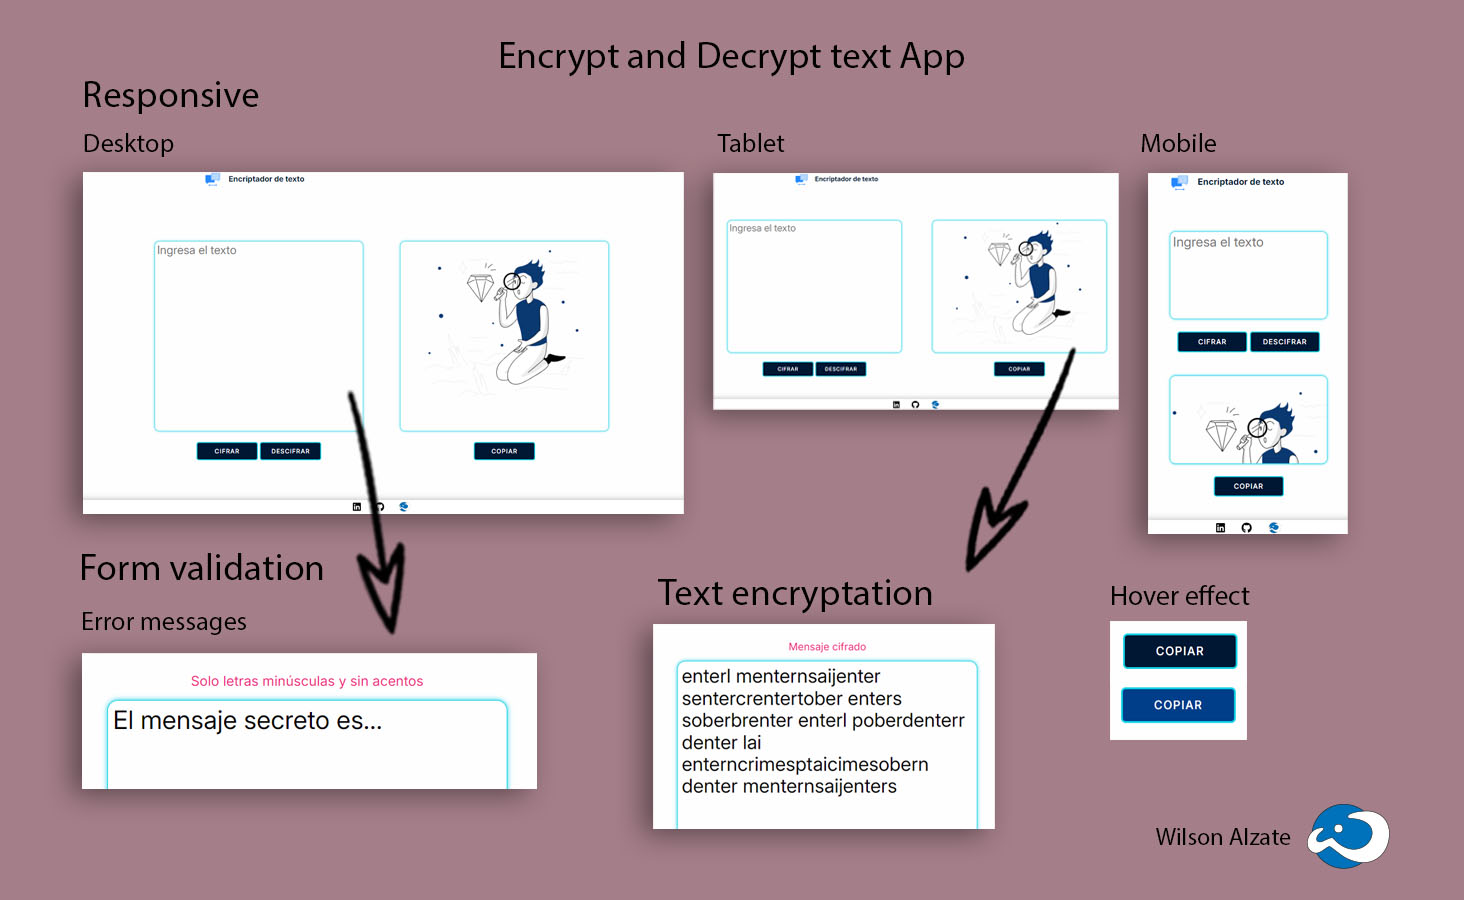 Encrypt and Decrypt text App
Responsive
Desktop
Encriptador de texto
Ingresa el texto
CIFRAR
DESCIFRAR
COPIAR
Tablet
Encriptador de texto
Ingresa el texto
CIFRAR
DESCIFRAR
COPIAR
Mobile
Encriptador de texto
Ingresa el texto
CIFRAR
DESCIFRAR
COPIAR
Form validation
Error messages
Solo letras minúsculas y sin acentos
El mensaje secreto es...
Text encryptation
Mensaje cifrado
enterl menternsaijenter
sentercrentertober enters
soberbrenter enterl poberdenterr
denter lai
enterncrimesptaicimesobern
denter menternsaijenters
Hover effect
COPIAR
COPIAR
Wilson Alzate